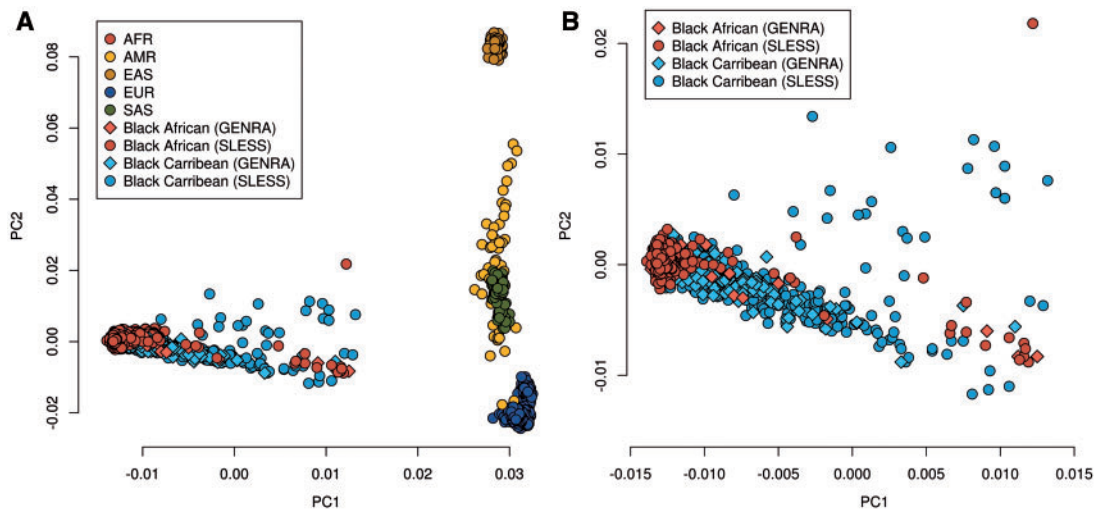 A
AFR
AMR
EAS
EUR
SAS
Black African (GENRA)
Black African (SLESS)
Black Carribean (GENRA)
Black Carribean (SLESS)
PC2
0.08
0.06
0.04
0.02
0.00
-0.02
-0.01
0.00
0.01
0.02
0.03
PC1
B
Black African (GENRA)
Black African (SLESS)
Black Carribean (GENRA)
Black Carribean (SLESS)
PC2
0.02
0.01
0.00
-0.01
-0.015
-0.010
-0.005
0.000
0.005
0.010
0.015
PC1